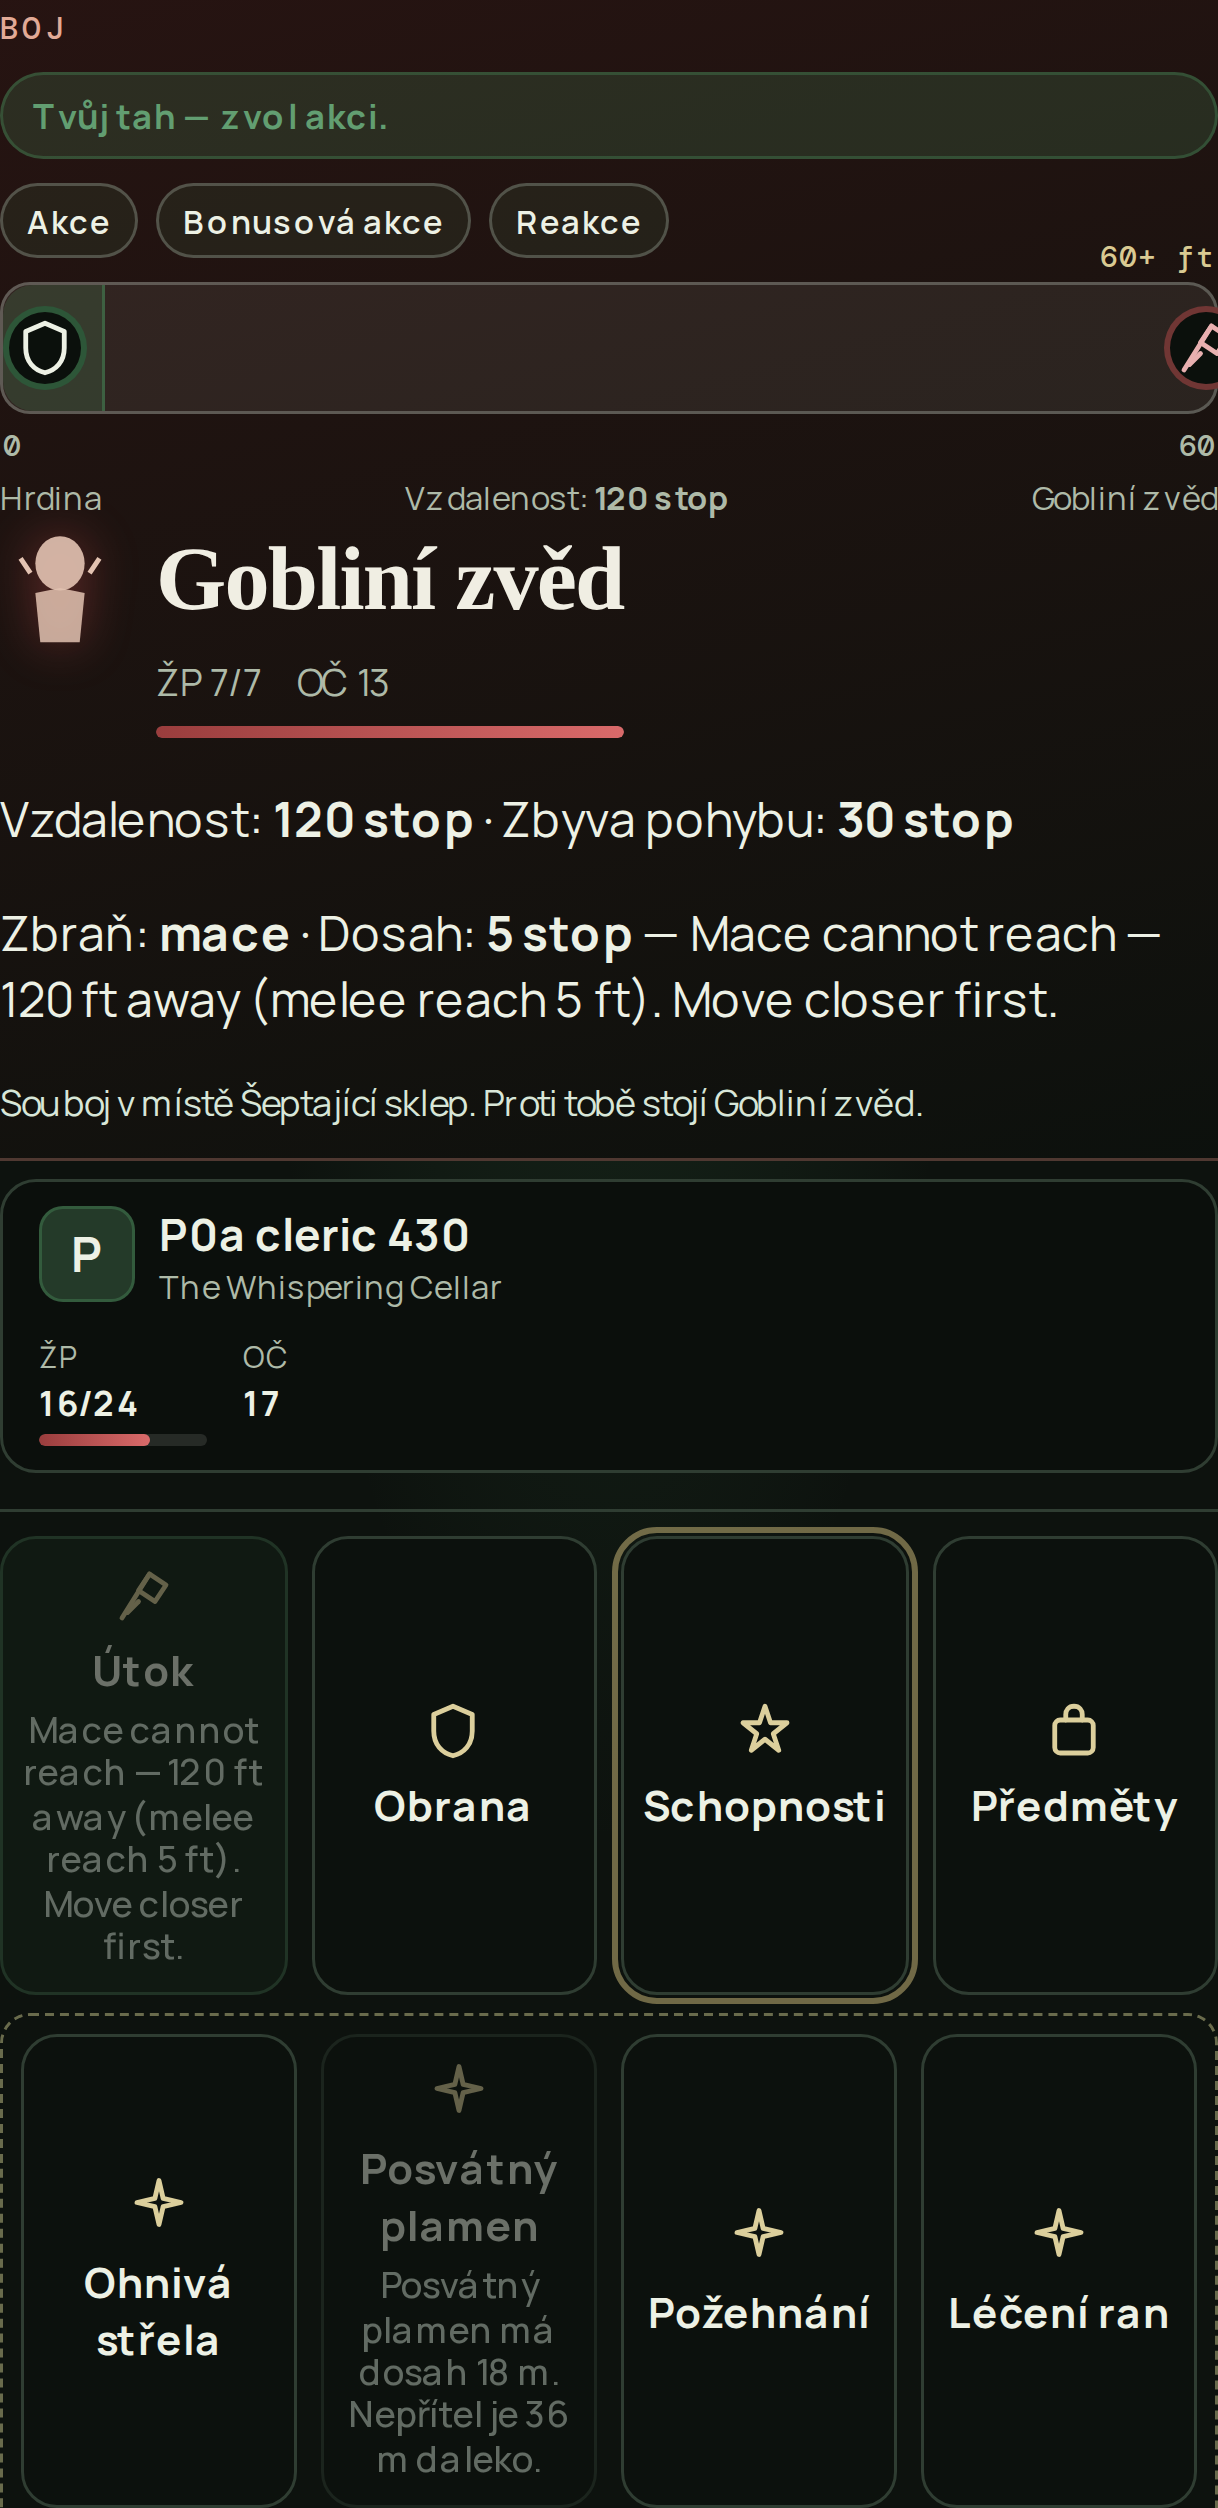 BOJ
Tvůj tah — zvol akci.
Akce
Bonusová akce
Reakce
60+ ft
0
60
Hrdina
Vzdalenost: 120 stop
Gobliní zvěd
Gobliní zvěd
ŽP 7/7 OČ 13
Vzdalenost: 120 stop · Zbyva pohybu: 30 stop
Zbraň: mace · Dosah: 5 stop — Mace cannot reach —
120 ft away (melee reach 5 ft). Move closer first.
Souboj v místě Šeptající sklep. Proti tobě stojí Gobliní zvěd.
P
P0a cleric 430
The Whispering Cellar
ŽP
OČ
16/24
17
Útok
Mace cannot
reach — 120 ft
away (melee
reach 5 ft).
Move closer
first.
Obrana
Schopnosti
Předměty
Ohnivá
střela
Posvátný
plamen
Posvátný
plamen má
dosah 18 m.
Nepřítel je 36
m daleko.
Požehnání
Léčení ran